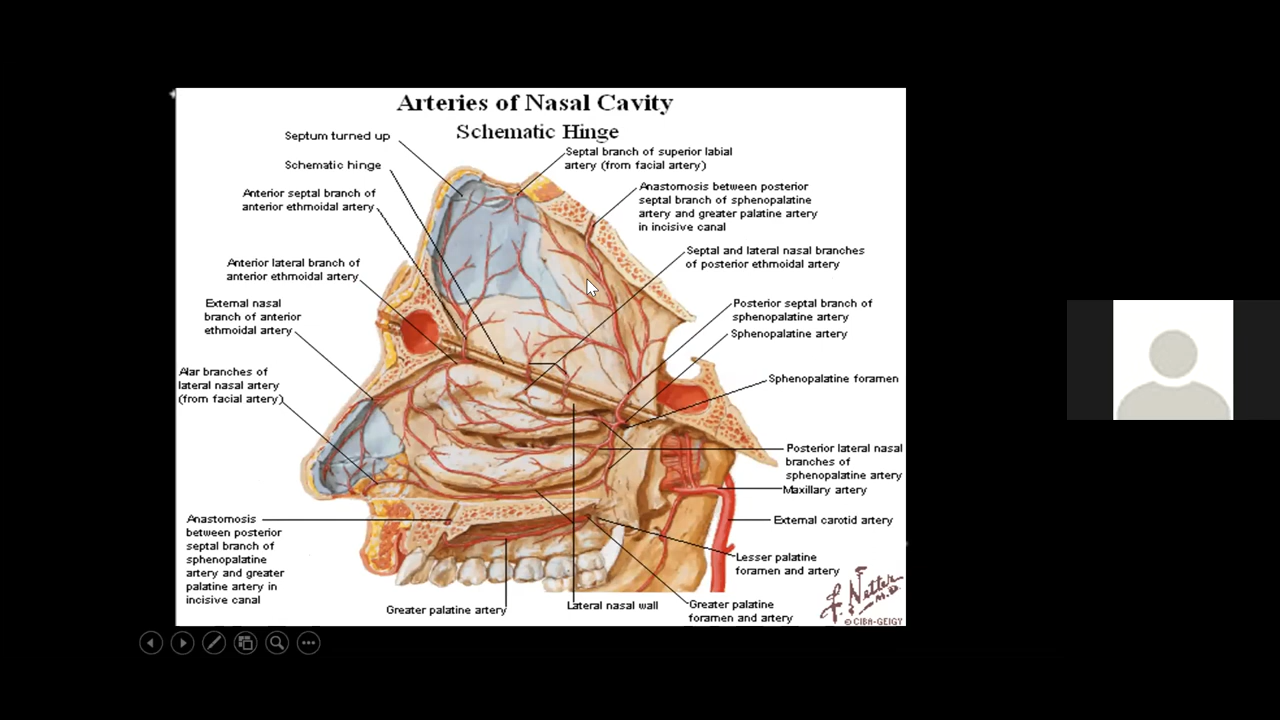 Arteries of Nasal Cavity
Schematic Hinge
Septum turned up
Schematic hinge
Anterior septal branch of
anterior ethmoidal artery
Anterior lateral branch of
anterior ethmoidal artery
External nasal
branch of anterior
ethmoidal artery
Alar branches of
lateral nasal artery
(from facial artery)
Anastomosis
between posterior
septal branch of
sphenopalatine
artery and greater
palatine artery in
incisive canal
Septal branch of superior labial
artery (from facial artery)
Anastomosis between posterior
septal branch of sphenopalatine
artery and greater palatine artery
in incisive canal
Septal and lateral nasal branches
of posterior ethmoidal artery
Posterior septal branch of
sphenopalatine artery
Sphenopalatine artery
Sphenopalatine foramen
Posterior lateral nasal
branches of
sphenopalatine artery
Maxillary artery
External carotid artery
Lesser palatine
foramen and artery
Greater palatine
foramen and artery
Lateral nasal wall
Greater palatine artery
F. Netter
M.D.
© CIBA-GEIGY